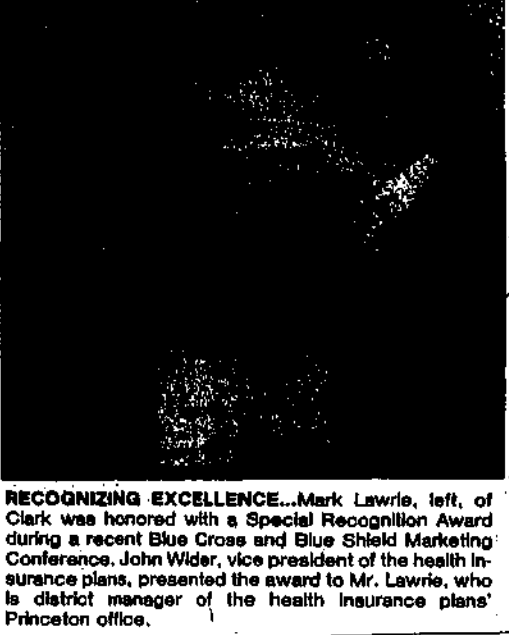 RECOGNIZING EXCELLENCE...Mark Lawrie, left, of
Clark was honored with a Special Recognition Award
during a recent Blue Cross and Blue Shield Marketing
Conference. John Wider, vice president of the health in-
surance plans, presented the award to Mr. Lawrie, who
is district manager of the health insurance plans'
Princeton office.